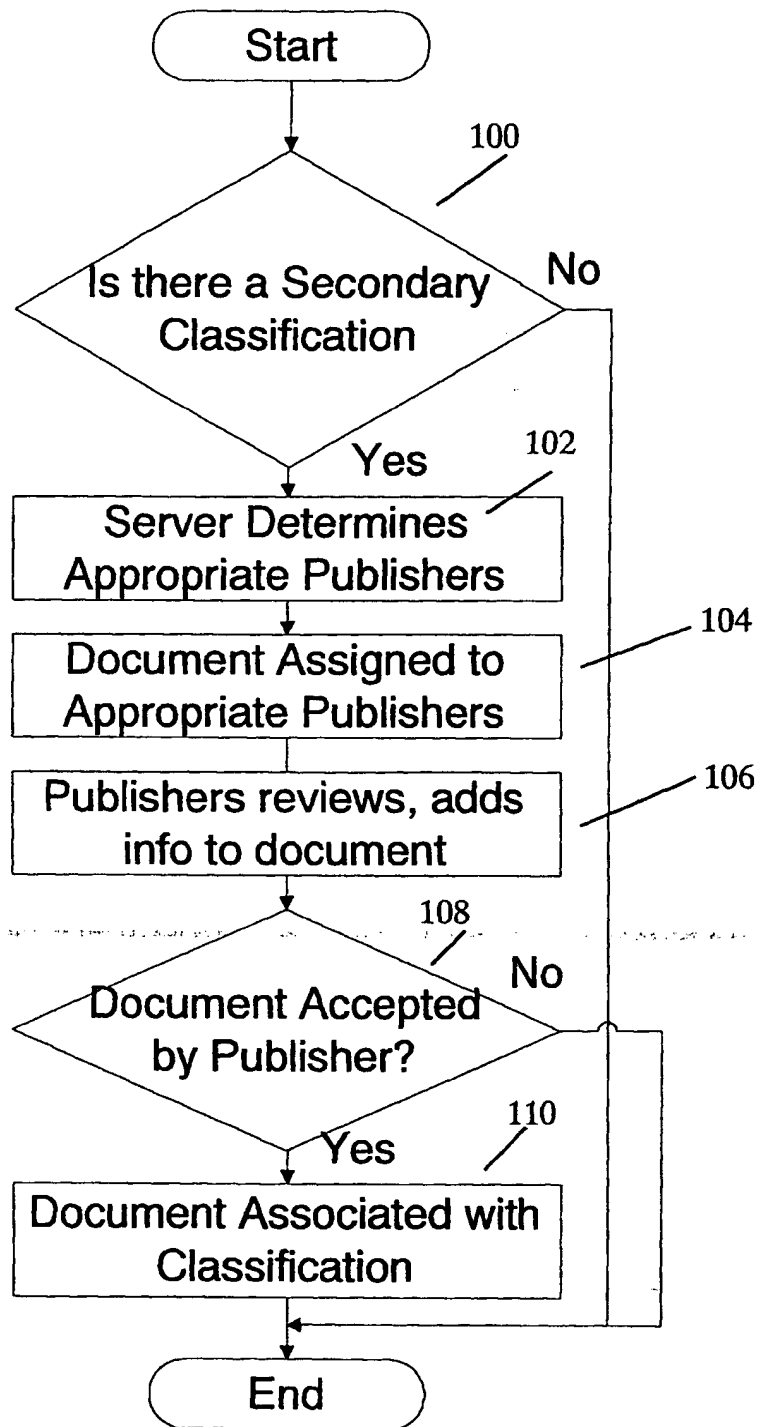 Start
100
Is there a Secondary
Classification
No
Yes
102
Server Determines
Appropriate Publishers
104
Document Assigned to
Appropriate Publishers
106
Publishers reviews, adds
info to document
108
No
Document Accepted
by Publisher?
Yes
110
Document Associated with
Classification
End